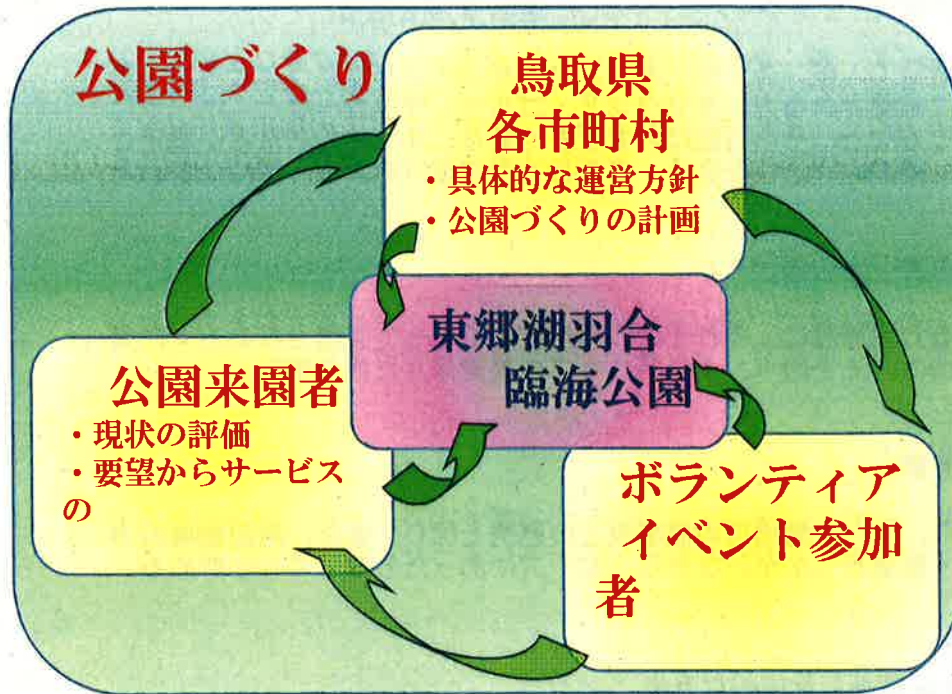 公園づくり
鳥取県
各市町村
・具体的な運営方針
・公園づくりの計画
東郷湖羽合
臨海公園
公園来園者
・現状の評価
・要望からサービス
の
ボランティア
イベント参加
者